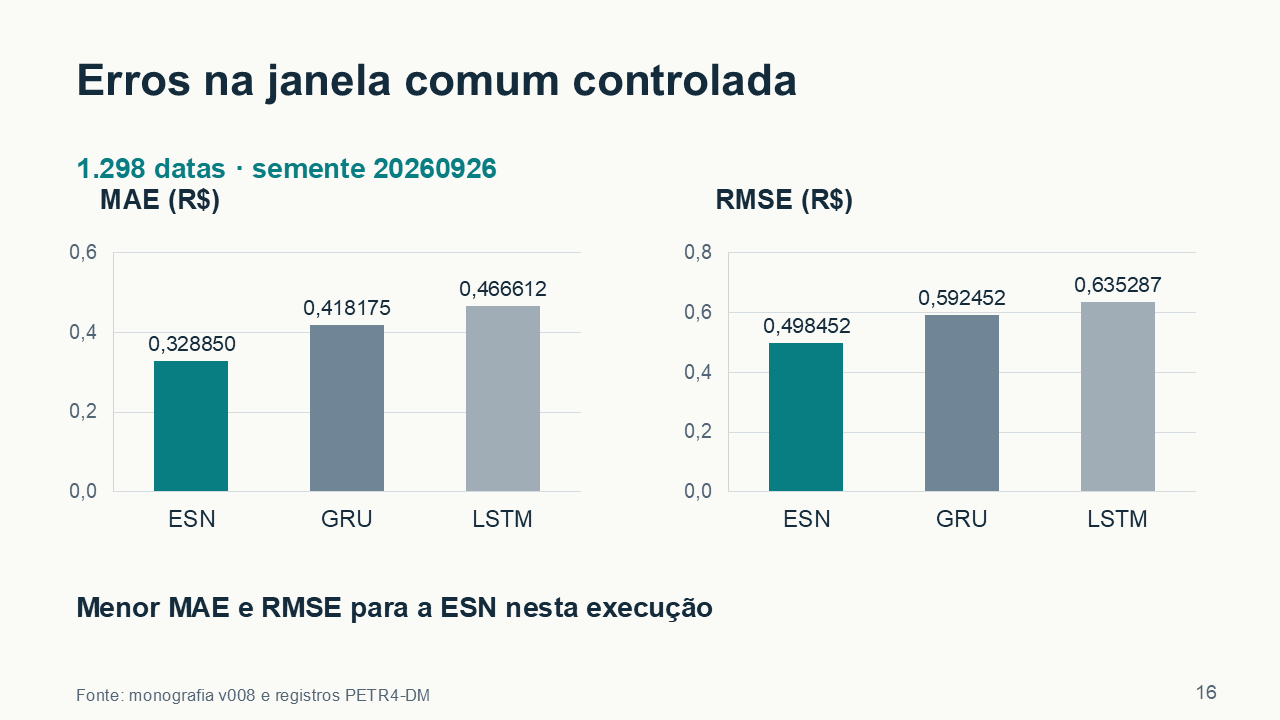 Erros na janela comum controlada
1.298 datas · semente 20260926
MAE (R$)
0,6
0,4
0,2
0,0
0,328850
0,418175
0,466612
ESN
GRU
LSTM
RMSE (R$)
0,8
0,6
0,4
0,2
0,0
0,498452
0,592452
0,635287
ESN
GRU
LSTM
Menor MAE e RMSE para a ESN nesta execução
Fonte: monografia v008 e registros PETR4-DM
16